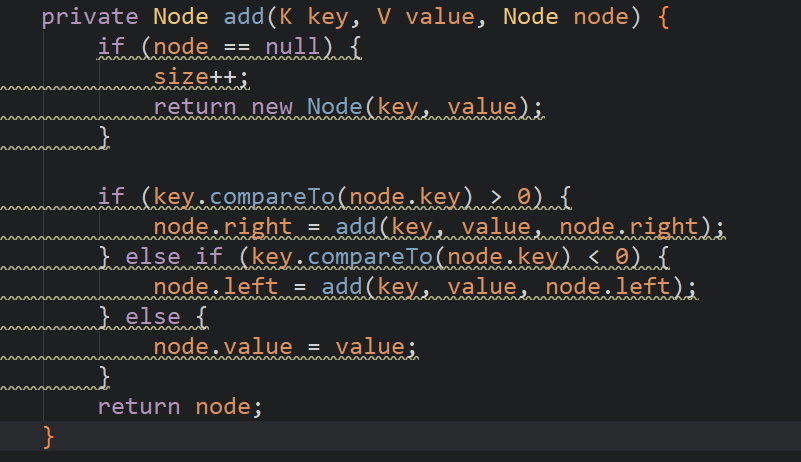 private Node add(K key, V value, Node node) {
if (node == null) {
size++;
return new Node(key, value);
}
if (key.compareTo(node.key) > 0) {
node.right = add(key, value, node.right);
} else if (key.compareTo(node.key) < 0) {
node.left = add(key, value, node.left);
} else {
node.value = value;
}
return node;
}